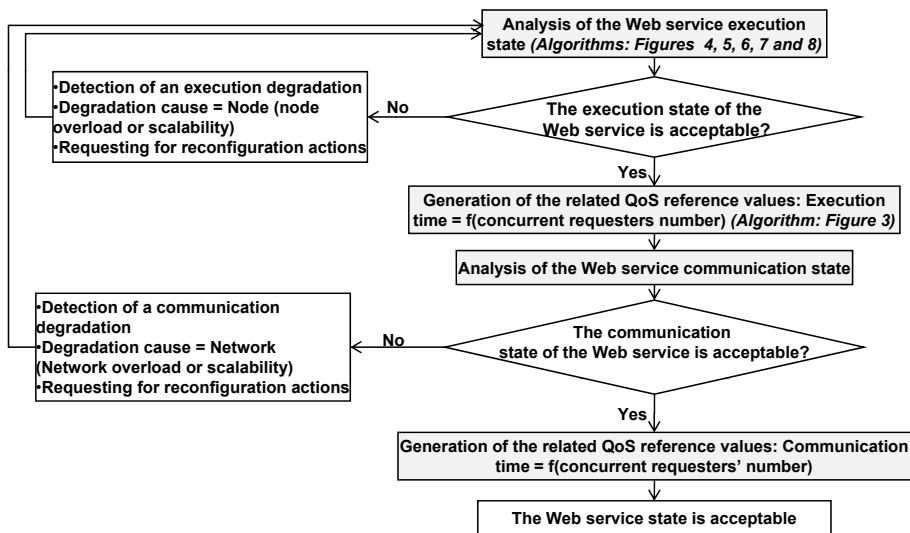 Analysis of the Web service execution
state (Algorithms: Figures 4, 5, 6, 7 and 8)
•Detection of an execution degradation
•Degradation cause = Node (node
overload or scalability)
•Requesting for reconfiguration actions
No
The execution state of the
Web service is acceptable?
Yes
Generation of the related QoS reference values: Execution
time = f(concurrent requesters number) (Algorithm: Figure 3)
Analysis of the Web service communication state
•Detection of a communication
degradation
•Degradation cause = Network
(Network overload or scalability)
•Requesting for reconfiguration actions
No
The communication
state of the Web service is acceptable?
Yes
Generation of the related QoS reference values: Communication
time = f(concurrent requesters' number)
The Web service state is acceptable